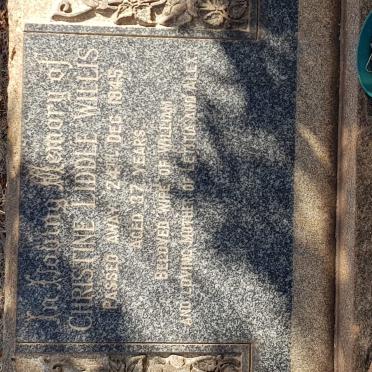 In Loving Memory of
CHRISTINE LIDDLE WILLIS
PASSED AWAY 24TH DEC. 1945
AGED 37 YEARS
BELOVED WIFE OF WILLIAM
AND LOVING MOTHER OF LETITIA AND ALEX